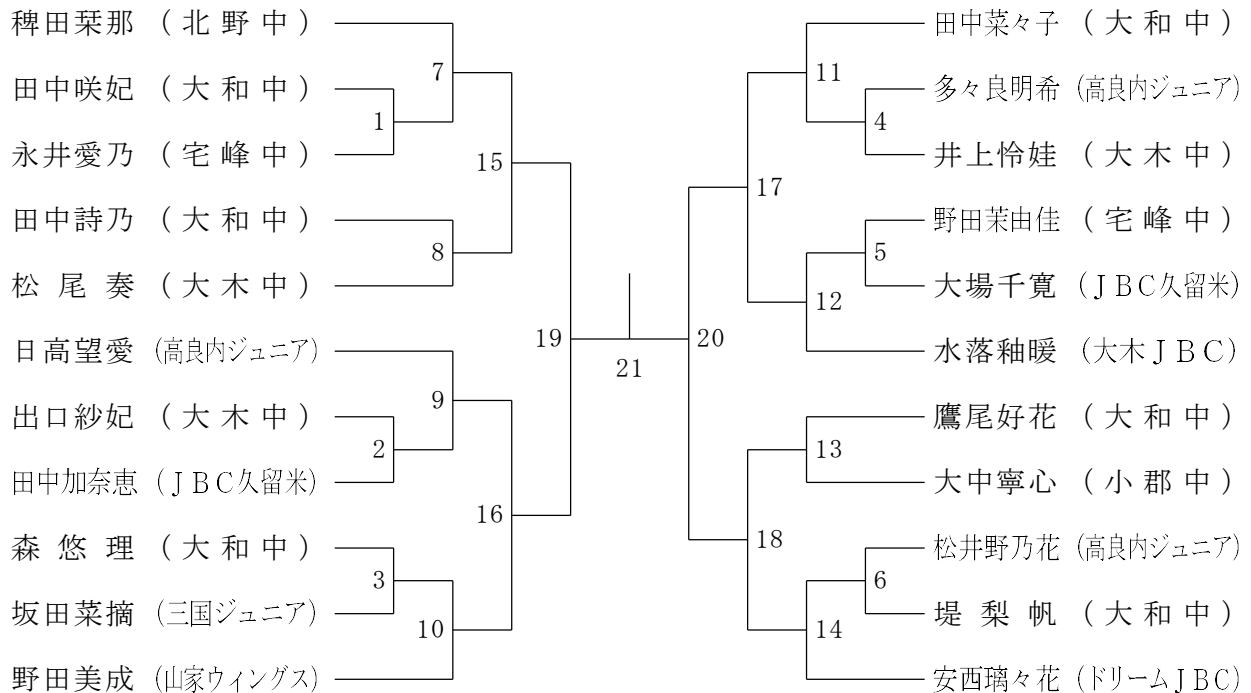 稗田栞那 (北野中)
田中咲妃 (大和中)
永井愛乃 (宅峰中)
田中詩乃 (大和中)
松尾奏 (大木中)
日高望愛 (高良内ジュニア)
出口紗妃 (大木中)
田中加奈恵 (ＪＢＣ久留米)
森悠理 (大和中)
坂田菜摘 (三国ジュニア)
野田美成 (山家ウィングス)
7
1
15
8
19
9
2
16
3
10
21
20
11
4
17
5
12
13
18
6
14
田中菜々子 (大和中)
多々良明希 (高良内ジュニア)
井上怜娃 (大木中)
野田茉由佳 (宅峰中)
大場千寛 (ＪＢＣ久留米)
水落釉暖 (大木ＪＢＣ)
鷹尾好花 (大和中)
大中寧心 (小郡中)
松井野乃花 (高良内ジュニア)
堤梨帆 (大和中)
安西璃々花 (ドリームＪＢＣ)